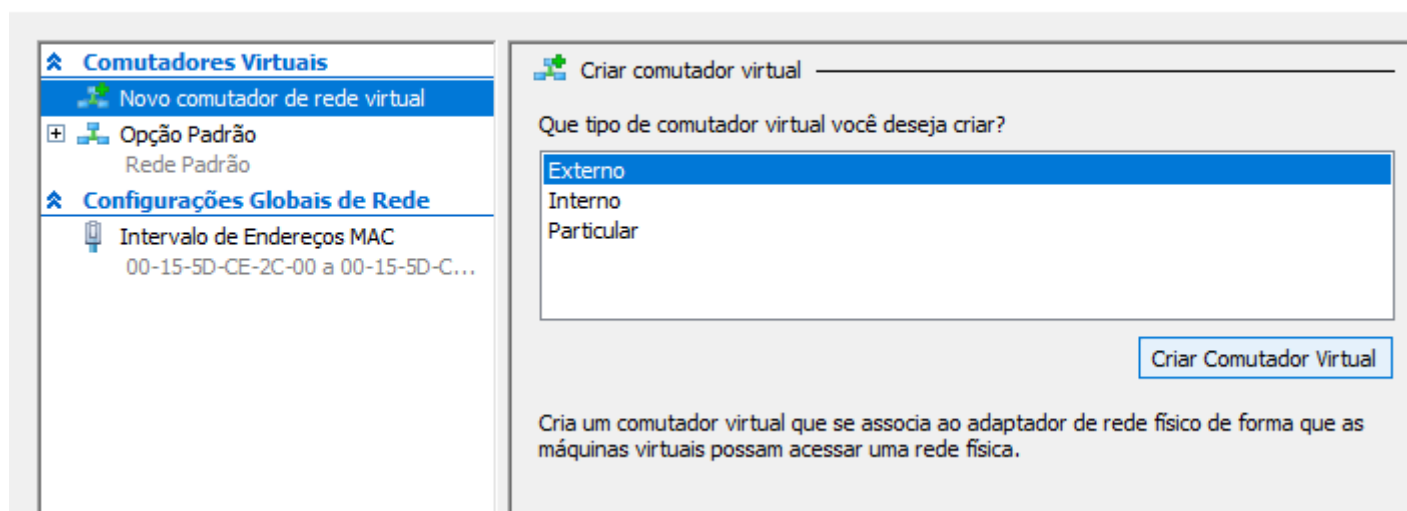 Comutadores Virtuais
Novo comutador de rede virtual
Opção Padrão
Rede Padrão
Configurações Globais de Rede
Intervalo de Endereços MAC
00-15-5D-CE-2C-00 a 00-15-5D-C...
Criar comutador virtual
Que tipo de comutador virtual você deseja criar?
Externo
Interno
Particular
Criar Comutador Virtual
Cria um comutador virtual que se associa ao adaptador de rede físico de forma que as
máquinas virtuais possam acessar uma rede física.